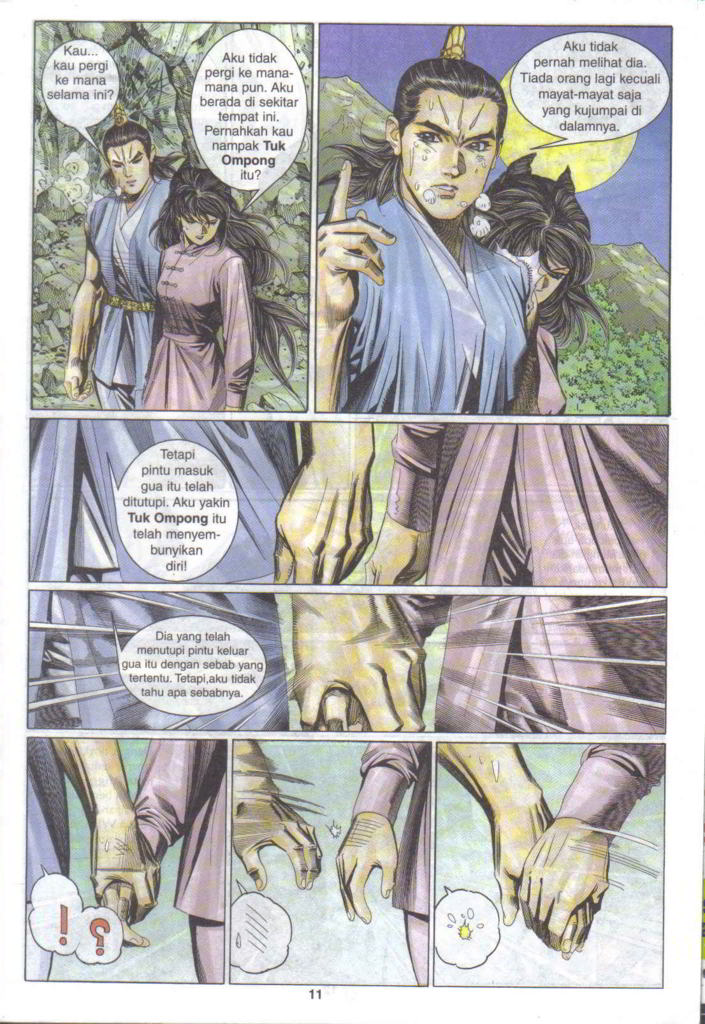 Kau...
kau pergi
ke mana
selama ini?
Aku tidak
pergi ke mana-
mana pun. Aku
berada di sekitar
tempat ini.
Pernahkah kau
nampak Tuk
Ompong
itu?
Aku tidak
pernah melihat dia.
Tiada orang lagi kecuali
mayat-mayat saja
yang kujumpai di
dalamnya.
Tetapi
pintu masuk
gua itu telah
ditutupi. Aku yakin
Tuk Ompong itu
telah menyem-
bunyikan
diri!
Dia yang telah
menutupi pintu keluar
gua itu dengan sebab yang
tertentu. Tetapi,aku tidak
tahu apa sebabnya.
! ?
11